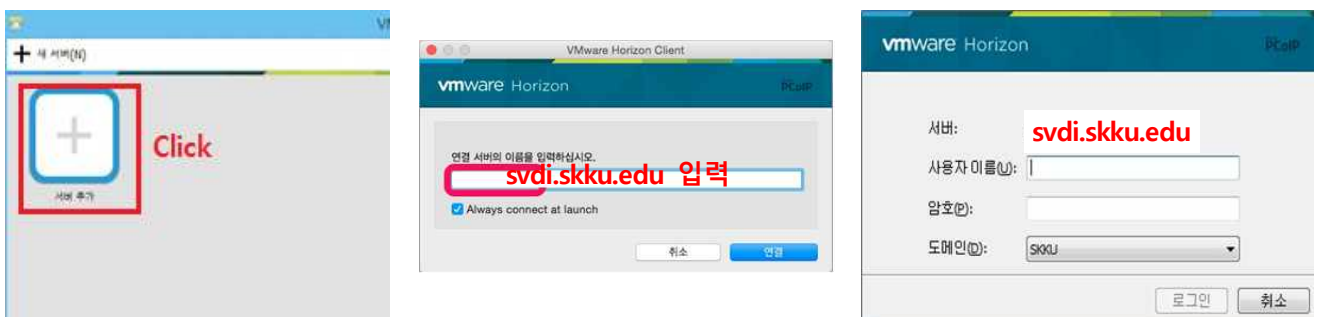 VM
새 서버(N)
Click
서버 추가
VMware Horizon Client
vmware Horizon
PCoIP
연결 서버의 이름을 입력하십시오.
svdi.skku.edu 입력
Always connect at launch
취소
연결
vmware Horizon
PCoIP
서버:
svdi.skku.edu
사용자 이름(U):
암호(P):
도메인(D):
SKKU
로그인
취소